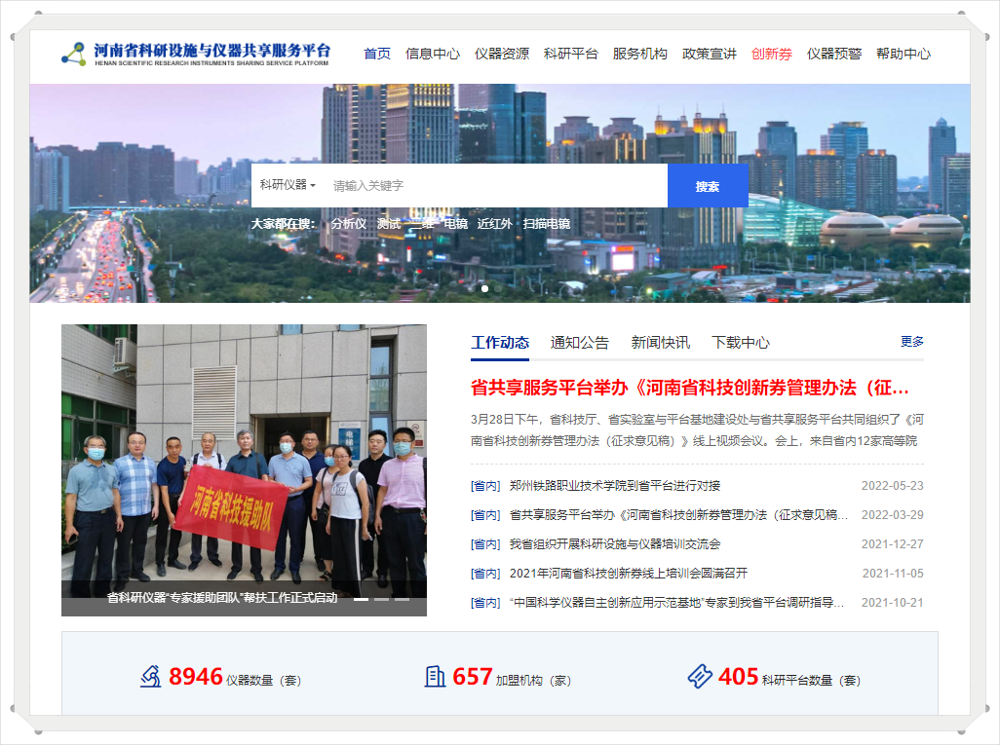 河南省科研设施与仪器共享服务平台
HENAN SCIENTIFIC RESEARCH INSTRUMENTS SHARING SERVICE PLATFORM
首页 信息中心 仪器资源 科研平台 服务机构 政策宣讲 创新券 仪器预警 帮助中心
科研仪器 请输入关键字 搜索
大家都在搜： 分析仪 测试 二维 电镜 近红外 扫描电镜
工作动态 通知公告 新闻快讯 下载中心 更多
省共享服务平台举办《河南省科技创新券管理办法（征...
3月28日下午，省科技厅、省实验室与平台基地建设处与省共享服务平台共同组织了《河
南省科技创新券管理办法（征求意见稿）》线上视频会议。会上，来自省内12家高等院
[省内] 郑州铁路职业技术学院到省平台进行对接 2022-05-23
[省内] 省共享服务平台举办《河南省科技创新券管理办法（征求意见稿... 2022-03-29
[省内] 我省组织开展科研设施与仪器培训交流会 2021-12-27
[省内] 2021年河南省科技创新券线上培训会圆满召开 2021-11-05
[省内] “中国科学仪器自主创新应用示范基地”专家到我省平台调研指导... 2021-10-21
河南省科技援助队
省科研仪器“专家援助团队”帮扶工作正式启动
8946 仪器数量（套）
657 加盟机构（家）
405 科研平台数量（套）